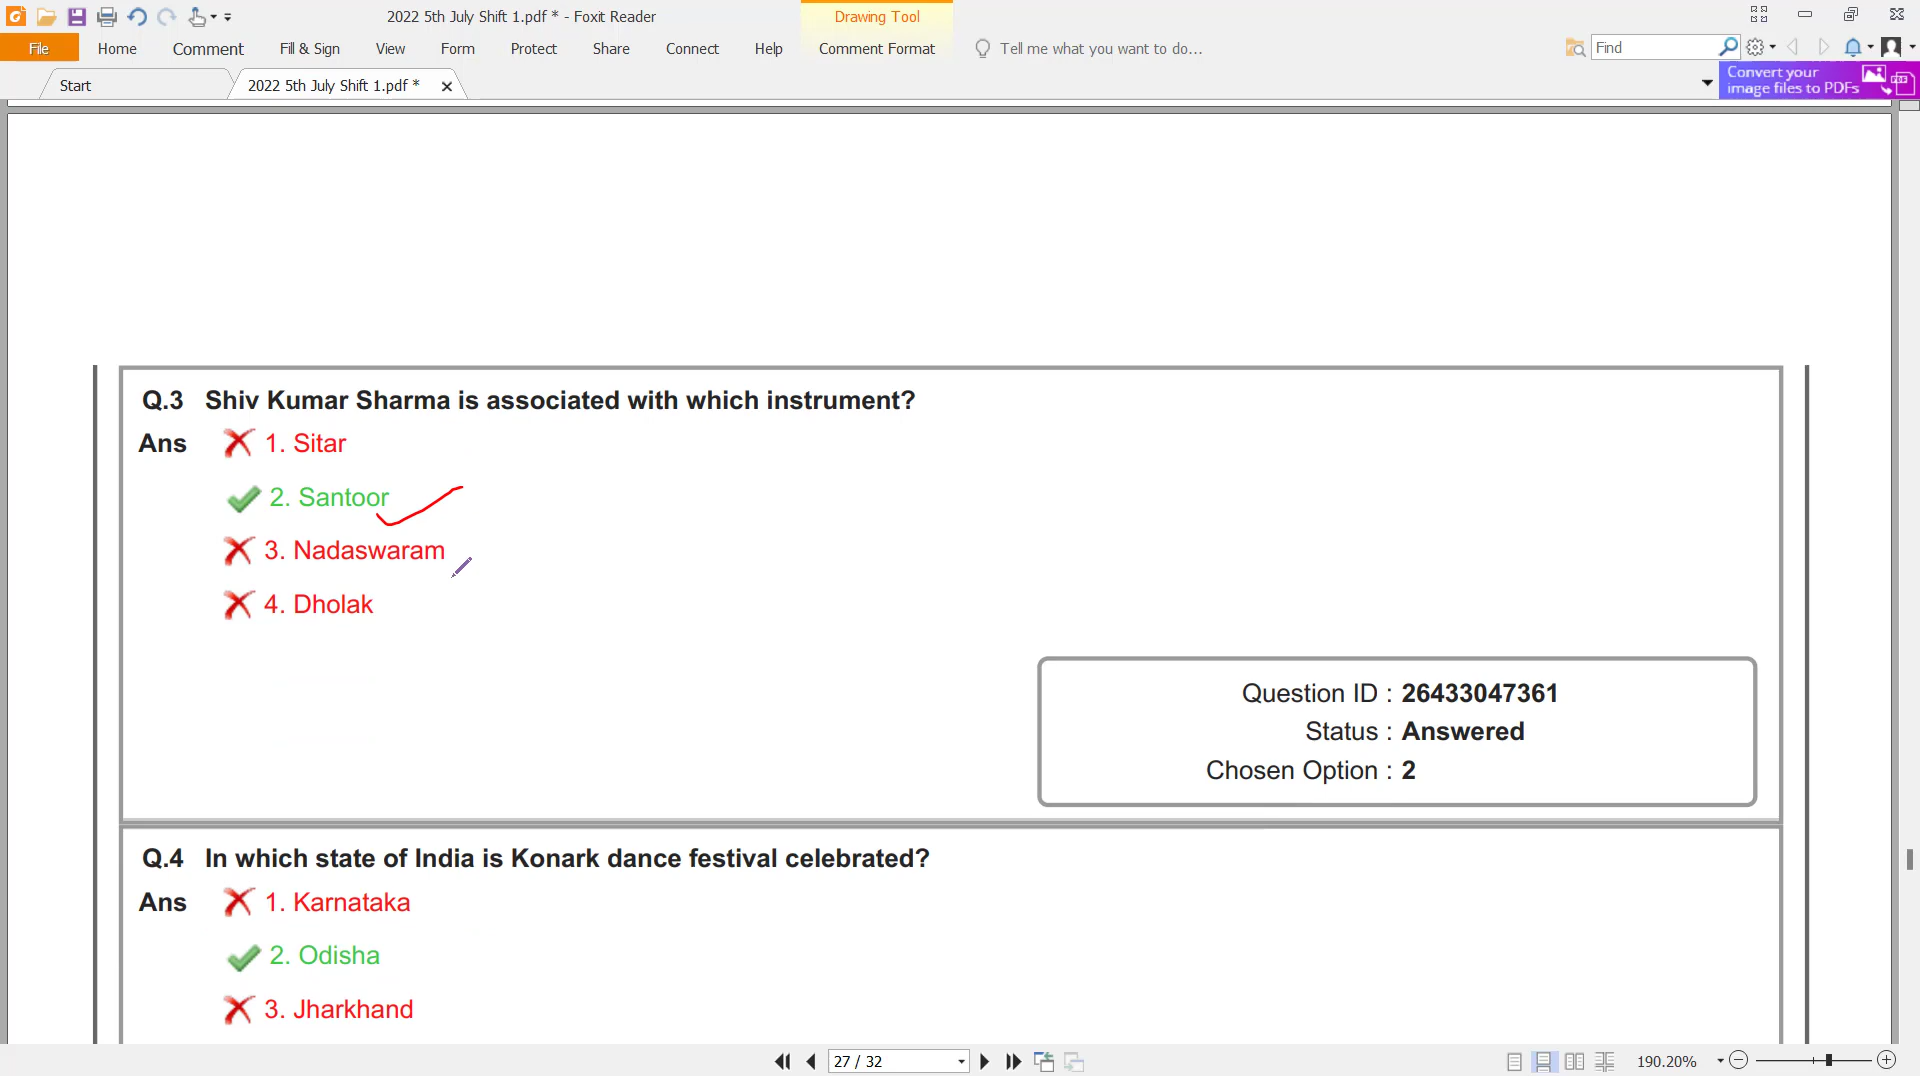 2022 5th July Shift 1.pdf * - Foxit Reader
Drawing Tool
File Home Comment Fill & Sign View Form Protect Share Connect Help Comment Format Tell me what you want to do... Find
Start
2022 5th July Shift 1.pdf *
Convert your
image files to PDFs
Q.3 Shiv Kumar Sharma is associated with which instrument?
Ans 1. Sitar
2. Santoor
3. Nadaswaram
4. Dholak
Question ID : 26433047361
Status : Answered
Chosen Option : 2
Q.4 In which state of India is Konark dance festival celebrated?
Ans 1. Karnataka
2. Odisha
3. Jharkhand
27 / 32
190.20%